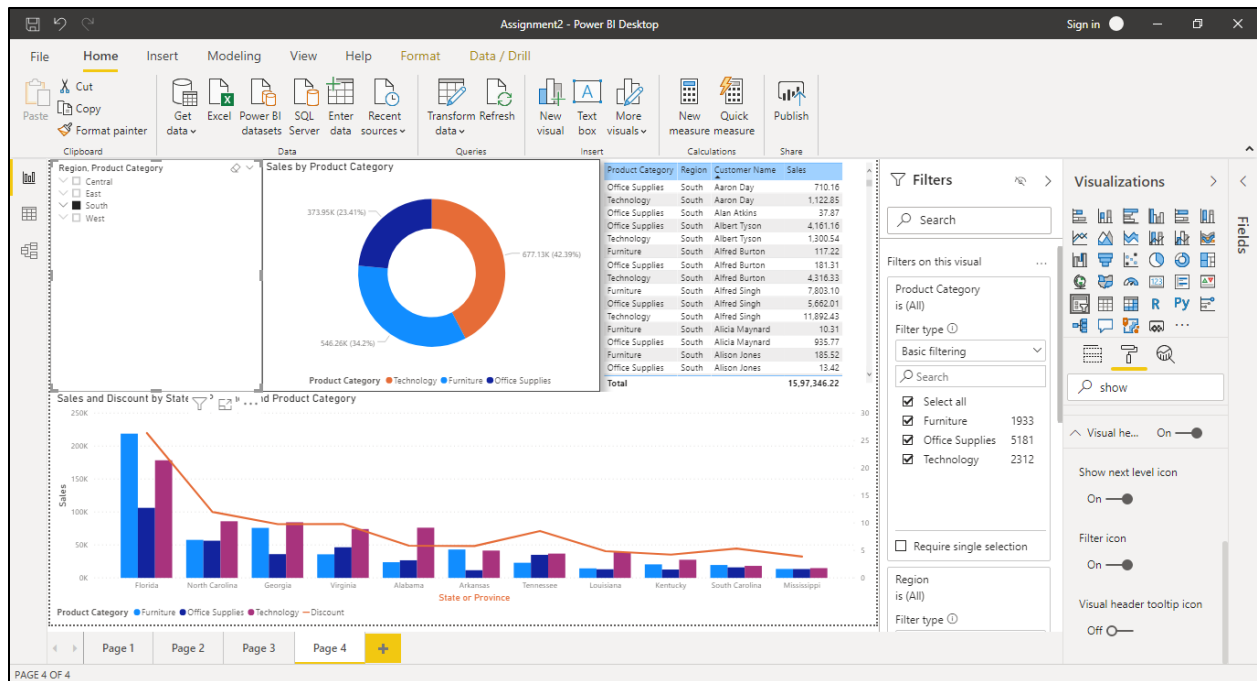 Assignment2 - Power BI Desktop
Sign in
File Home Insert Modeling View Help Format Data / Drill
Paste
Cut
Copy
Format painter
Get data
Excel
Power BI datasets
SQL Server
Enter data
Recent sources
Transform data
Refresh
New visual
Text box
More visuals
New measure
Quick measure
Publish
Clipboard Data Queries Insert Calculations Share
Region, Product Category
Central
East
South
West
Sales by Product Category
373.95K (23.41%)
677.13K (42.39%)
546.26K (34.2%)
Product Category Technology Furniture Office Supplies
Product Category Region Customer Name Sales
Office Supplies South Aaron Day 710.16
Technology South Aaron Day 1,122.85
Office Supplies South Alan Atkins 37.87
Office Supplies South Albert Tyson 4,161.16
Technology South Albert Tyson 1,300.54
Furniture South Alfred Burton 117.22
Office Supplies South Alfred Burton 181.31
Technology South Alfred Burton 4,316.33
Furniture South Alfred Singh 7,803.10
Office Supplies South Alfred Singh 5,662.01
Technology South Alfred Singh 11,892.43
Furniture South Alicia Maynard 10.31
Office Supplies South Alicia Maynard 935.77
Furniture South Alison Jones 185.52
Office Supplies South Alison Jones 13.42
Total 15,97,346.22
Sales and Discount by State and Product Category
250K
200K
150K
100K
50K
0K
Sales
30
25
20
15
10
5
0
Florida North Carolina Georgia Virginia Alabama Arkansas Tennessee Louisiana Kentucky South Carolina Mississippi
State or Province
Product Category Furniture Office Supplies Technology Discount
Filters
Search
Filters on this visual ...
Product Category
is (All)
Filter type
Basic filtering
Search
Select all
Furniture 1933
Office Supplies 5181
Technology 2312
Require single selection
Region
is (All)
Filter type
Visualizations
123
R Py
...
show
Visual he... On
Show next level icon
On
Filter icon
On
Visual header tooltip icon
Off
Fields
Page 1 Page 2 Page 3 Page 4 +
PAGE 4 OF 4